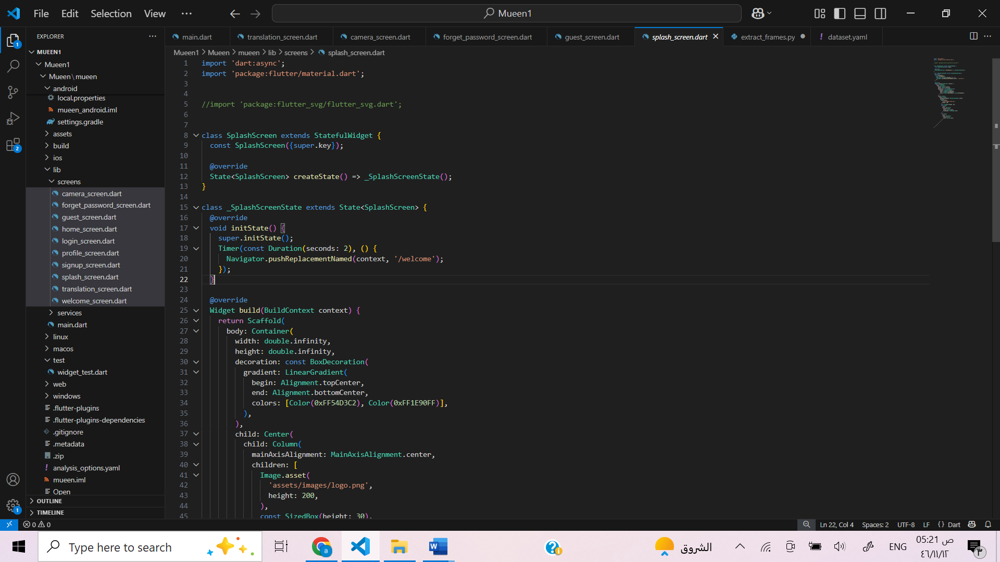 File Edit Selection View ···
Mueen1
EXPLORER
main.dart translation_screen.dart camera_screen.dart forget_password_screen.dart guest_screen.dart splash_screen.dart extract_frames.py dataset.yaml
Mueen1 > Mueen > mueen > lib > screens > splash_screen.dart
MUEEN1
Mueen1
Mueen\mueen
android
local.properties
mueen_android.iml
settings.gradle
assets
build
ios
lib
screens
camera_screen.dart
forget_password_screen.dart
guest_screen.dart
home_screen.dart
login_screen.dart
profile_screen.dart
signup_screen.dart
splash_screen.dart
translation_screen.dart
welcome_screen.dart
services
main.dart
linux
macos
test
widget_test.dart
web
windows
.flutter-plugins
.flutter-plugins-dependencies
.gitignore
.metadata
.zip
analysis_options.yaml
mueen.iml
Open
OUTLINE
TIMELINE
1 import 'dart:async';
2 import 'package:flutter/material.dart';
3
4
5 //import 'package:flutter_svg/flutter_svg.dart';
6
7
8 class SplashScreen extends StatefulWidget {
9 const SplashScreen({super.key});
10
11 @override
12 State<SplashScreen> createState() => _SplashScreenState();
13 }
14
15 class _SplashScreenState extends State<SplashScreen> {
16 @override
17 void initState() {
18 super.initState();
19 Timer(const Duration(seconds: 2), () {
20 Navigator.pushReplacementNamed(context, '/welcome');
21 });
22 }
23
24 @override
25 Widget build(BuildContext context) {
26 return Scaffold(
27 body: Container(
28 width: double.infinity,
29 height: double.infinity,
30 decoration: const BoxDecoration(
31 gradient: LinearGradient(
32 begin: Alignment.topCenter,
33 end: Alignment.bottomCenter,
34 colors: [Color(0xFF54D3C2), Color(0xFF1E90FF)],
35 ),
36 ),
37 child: Center(
38 child: Column(
39 mainAxisAlignment: MainAxisAlignment.center,
40 children: [
41 Image.asset(
42 'assets/images/logo.png',
43 height: 200,
44 ),
45 const SizedBox(height: 30),
0 0 Ln 22, Col 4 Spaces: 2 UTF-8 LF {} Dart
Type here to search
الشروق
ENG
05:21 ص
٤٦/١١/١٢
٣